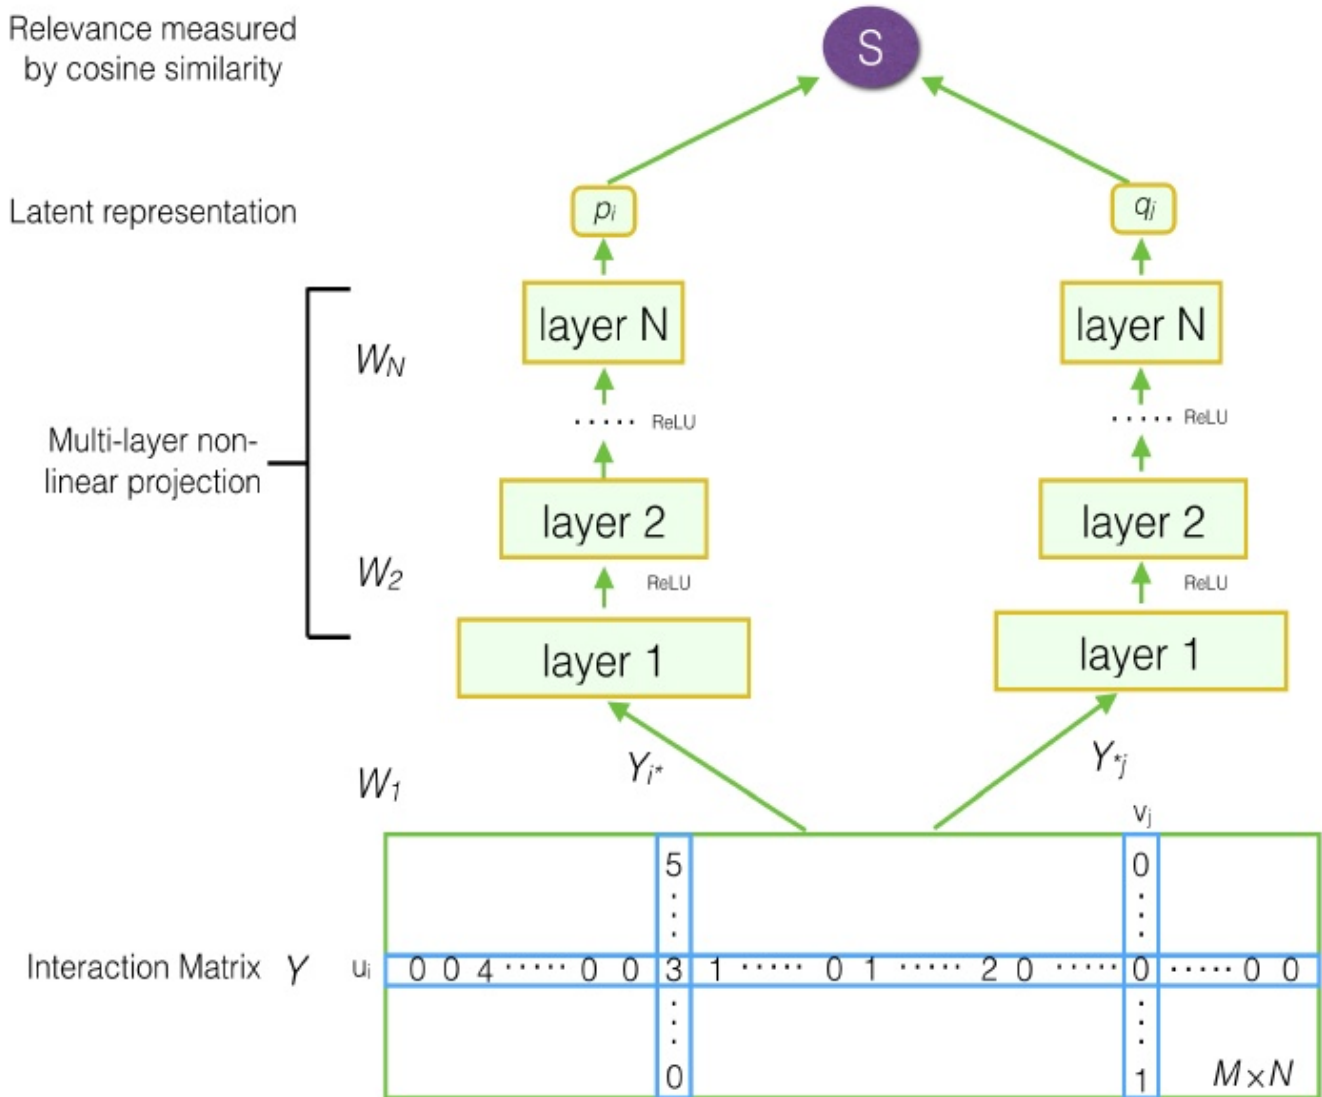 Relevance measured
by cosine similarity
S
Latent representation
pi
qj
layer N
layer N
WN
ReLU
ReLU
Multi-layer non-
linear projection
layer 2
layer 2
W2
ReLU
ReLU
layer 1
layer 1
Yi*
Y*j
W1
vj
5
0
Interaction Matrix Y ui 0 0 4 ····· 0 0 3 1 ····· 0 1 ····· 2 0 ····· 0 ····· 0 0
0
1
M×N